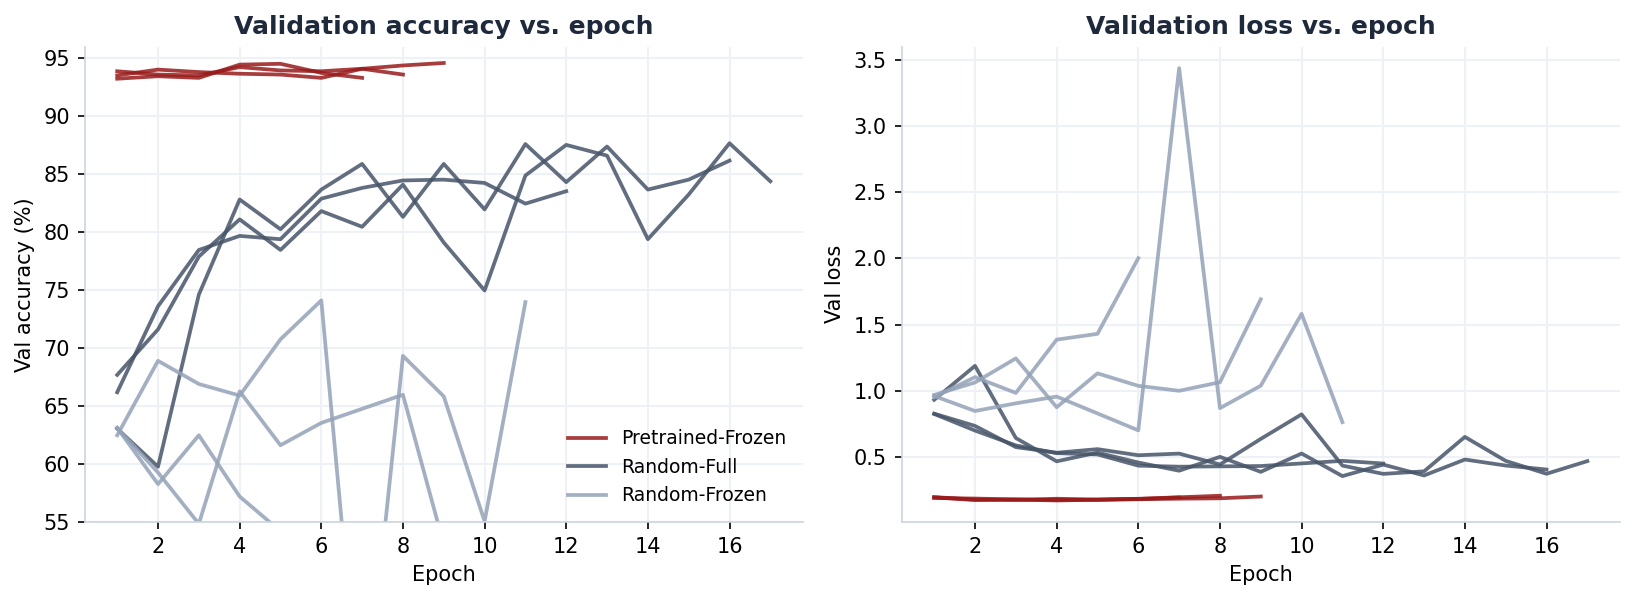 Validation accuracy vs. epoch
95
90
85
80
75
70
65
60
55
Val accuracy (%)
Pretrained-Frozen
Random-Full
Random-Frozen
2 4 6 8 10 12 14 16
Epoch
Validation loss vs. epoch
3.5
3.0
2.5
2.0
1.5
1.0
0.5
Val loss
2 4 6 8 10 12 14 16
Epoch